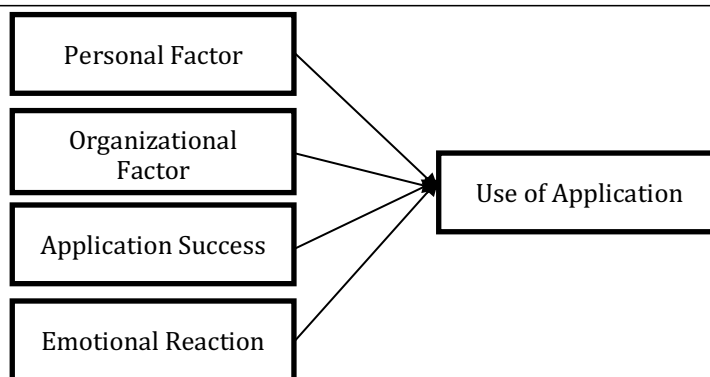 Personal Factor
Organizational
Factor
Use of Application
Application Success
Emotional Reaction